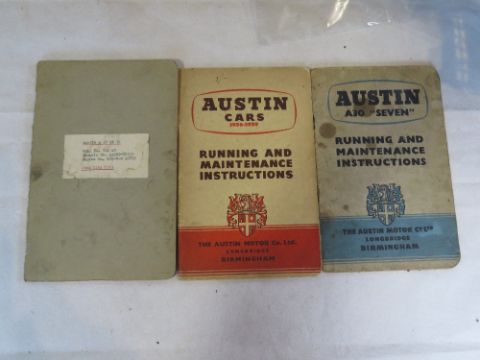 AUSTIN
CARS
RUNNING AND
MAINTENANCE
INSTRUCTIONS
THE AUSTIN MOTOR Co. Ltd.
LONGBRIDGE
BIRMINGHAM
AUSTIN
A30 "SEVEN"
RUNNING AND
MAINTENANCE
INSTRUCTIONS
THE AUSTIN MOTOR CO LTD
LONGBRIDGE
BIRMINGHAM